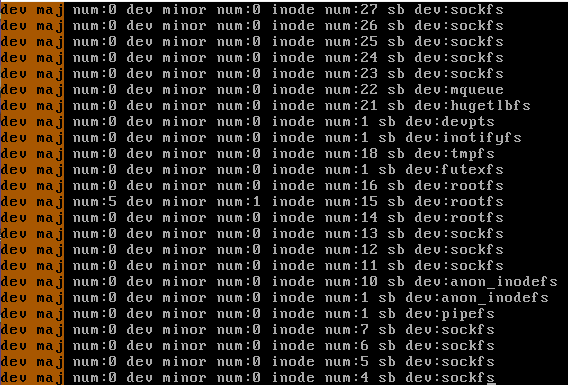 dev maj num:0 dev minor num:0 inode num:27 sb dev:sockfs
dev maj num:0 dev minor num:0 inode num:26 sb dev:sockfs
dev maj num:0 dev minor num:0 inode num:25 sb dev:sockfs
dev maj num:0 dev minor num:0 inode num:24 sb dev:sockfs
dev maj num:0 dev minor num:0 inode num:23 sb dev:sockfs
dev maj num:0 dev minor num:0 inode num:22 sb dev:mqueue
dev maj num:0 dev minor num:0 inode num:21 sb dev:hugetlbfs
dev maj num:0 dev minor num:0 inode num:1 sb dev:devpts
dev maj num:0 dev minor num:0 inode num:1 sb dev:inotifyfs
dev maj num:0 dev minor num:0 inode num:18 sb dev:tmpfs
dev maj num:0 dev minor num:0 inode num:1 sb dev:futexfs
dev maj num:0 dev minor num:0 inode num:16 sb dev:rootfs
dev maj num:5 dev minor num:1 inode num:15 sb dev:rootfs
dev maj num:0 dev minor num:0 inode num:14 sb dev:rootfs
dev maj num:0 dev minor num:0 inode num:13 sb dev:sockfs
dev maj num:0 dev minor num:0 inode num:12 sb dev:sockfs
dev maj num:0 dev minor num:0 inode num:11 sb dev:sockfs
dev maj num:0 dev minor num:0 inode num:10 sb dev:anon_inodefs
dev maj num:0 dev minor num:0 inode num:1 sb dev:anon_inodefs
dev maj num:0 dev minor num:0 inode num:1 sb dev:pipefs
dev maj num:0 dev minor num:0 inode num:7 sb dev:sockfs
dev maj num:0 dev minor num:0 inode num:6 sb dev:sockfs
dev maj num:0 dev minor num:0 inode num:5 sb dev:sockfs
dev maj num:0 dev minor num:0 inode num:4 sb dev:sockfs